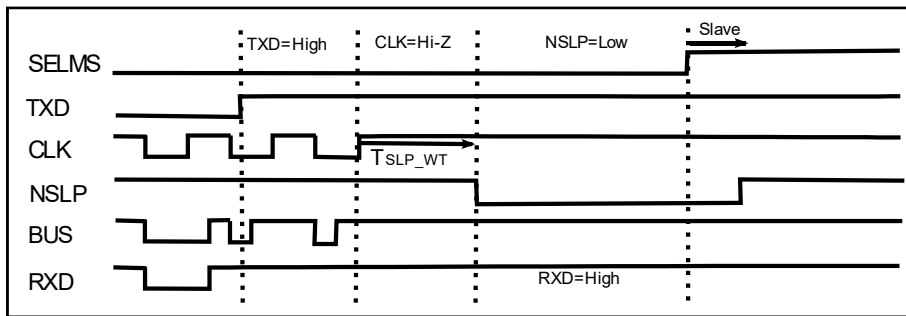 Slave
TXD=High CLK=Hi-Z NSLP=Low
SELMS
TXD
CLK
TSLP_WT
NSLP
BUS
RXD
RXD=High